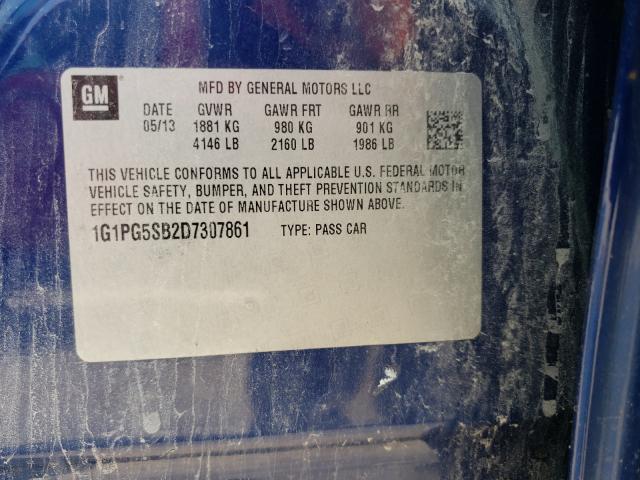 GM
MFD BY GENERAL MOTORS LLC
DATE GVWR GAWR FRT GAWR RR
05/13 1881 KG 980 KG 901 KG
4146 LB 2160 LB 1986 LB
THIS VEHICLE CONFORMS TO ALL APPLICABLE U.S. FEDERAL MOTOR
VEHICLE SAFETY, BUMPER, AND THEFT PREVENTION STANDARDS IN
EFFECT ON THE DATE OF MANUFACTURE SHOWN ABOVE.
1G1PG5SB2D7307861 TYPE: PASS CAR